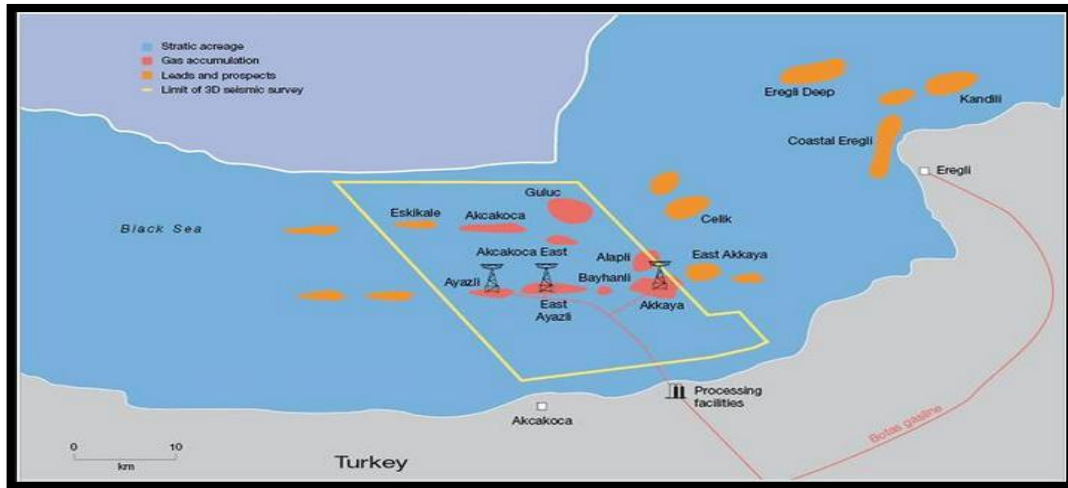 Stratic acreage
Gas accumulation
Leads and prospects
Limit of 3D seismic survey
Eregli Deep
Kandili
Coastal Eregli
Eregli
Guluc
Celik
Eskikale
Akcakoca
Black Sea
Akcakoca East
Alapli
East Akkaya
Ayazli
Bayhanli
East
Ayazli
Akkaya
Processing
facilities
Akcakoca
Botas gasline
0
10
km
Turkey